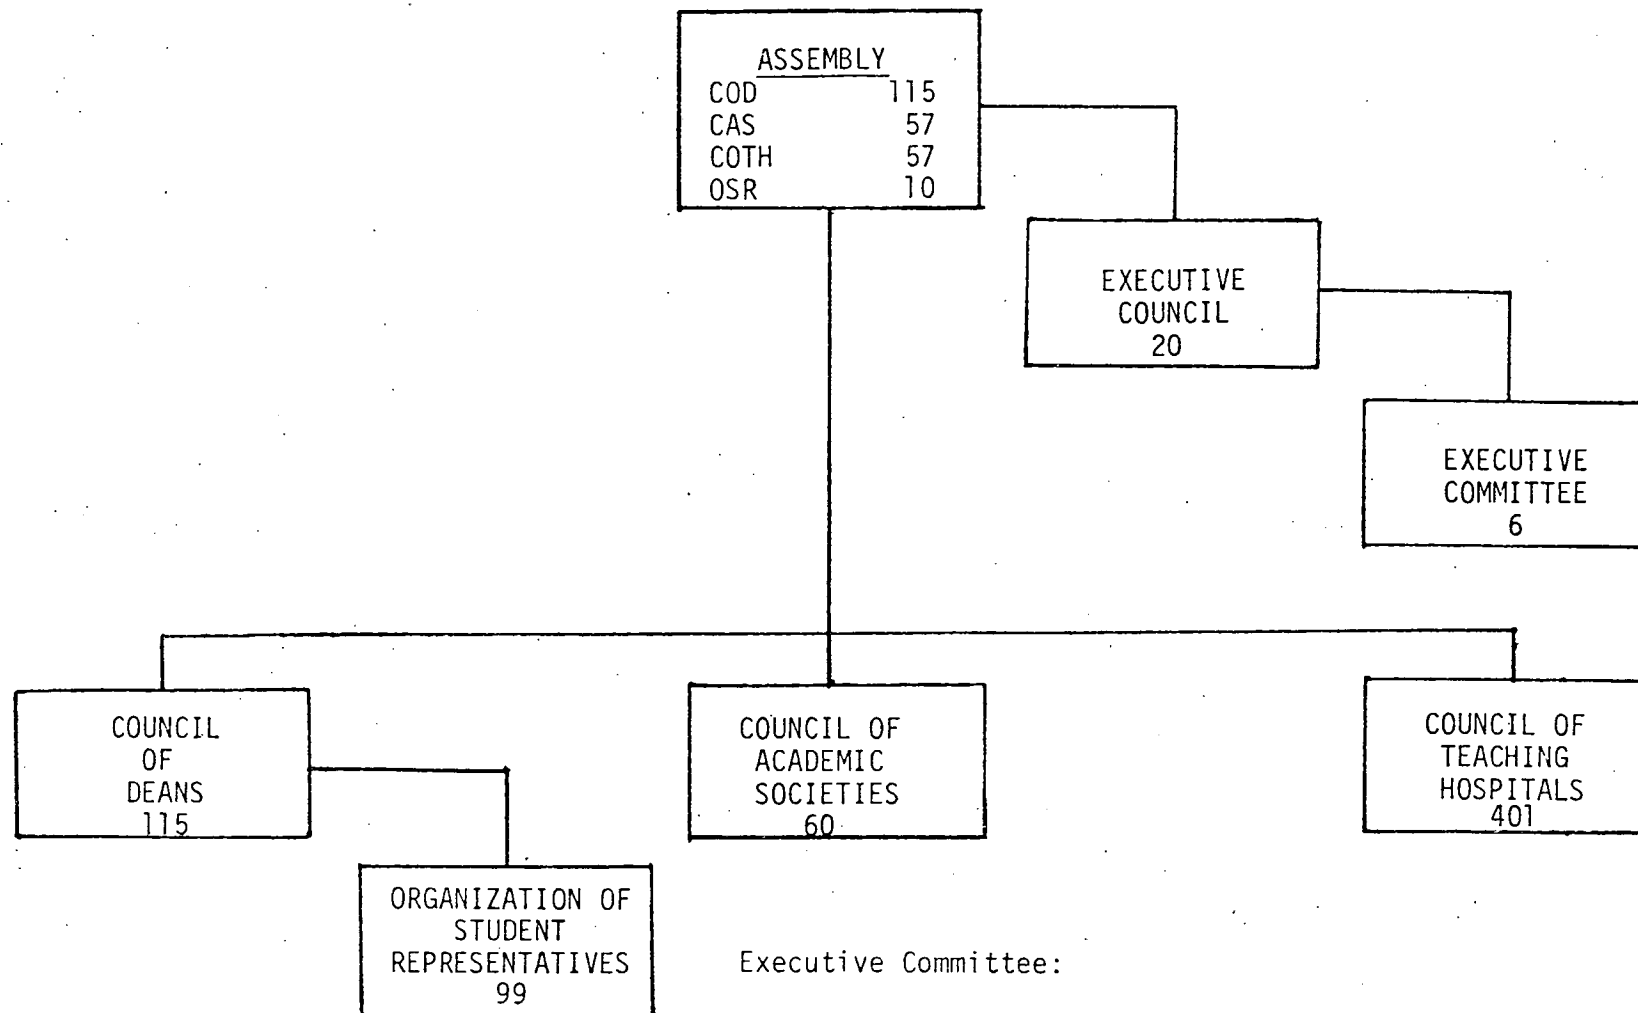 ASSEMBLY
COD 115
CAS 57
COTH 57
OSR 10
EXECUTIVE
COUNCIL
20
EXECUTIVE
COMMITTEE
6
COUNCIL
OF
DEANS
115
COUNCIL OF
ACADEMIC
SOCIETIES
60
COUNCIL OF
TEACHING
HOSPITALS
401
ORGANIZATION OF
STUDENT
REPRESENTATIVES
99
Executive Committee: